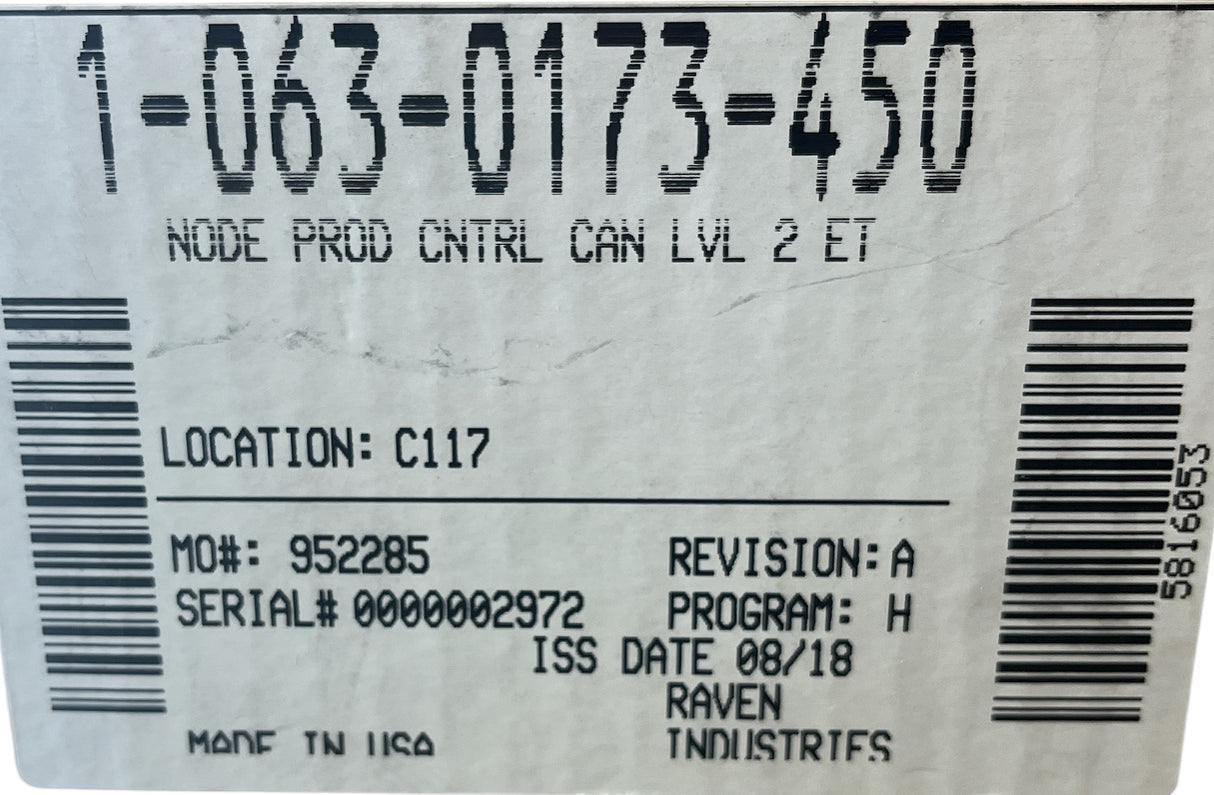 1-063-0173-450
NODE PROD CNTRL CAN LVL 2 ET
LOCATION: C117
MO#: 952285
REVISION: A
SERIAL# 0000002972
PROGRAM: H
ISS DATE 08/18
RAVEN
INDUSTRIES
MADE IN USA
5816053